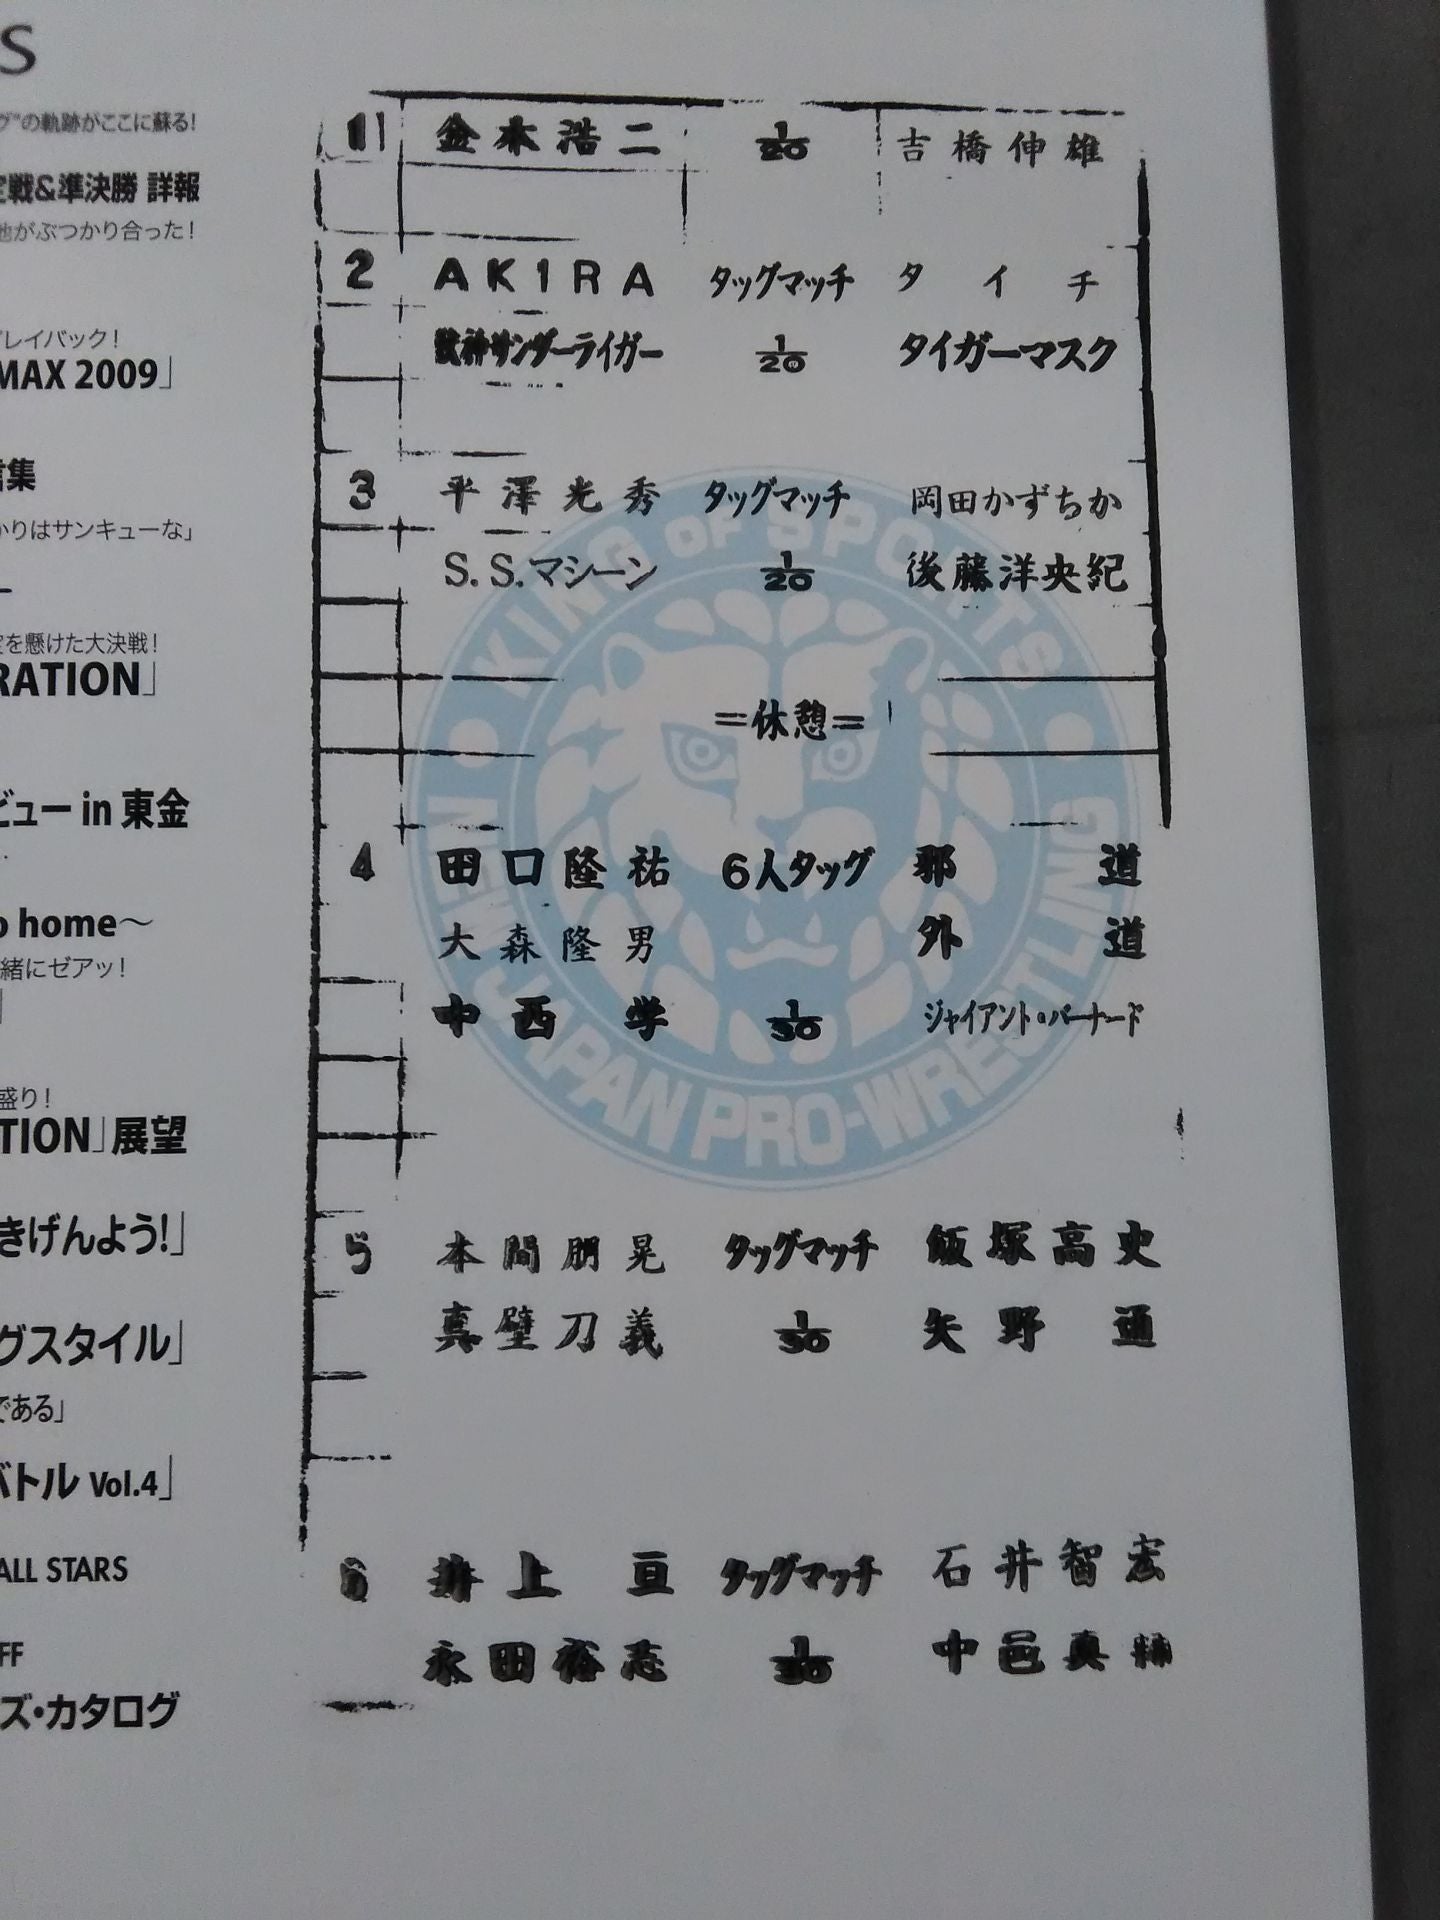 S
グ"の軌跡がここに蘇る!
定戦&準決勝 詳報
他がぶつかり合った!
プレイバック!
MAX 2009」
言集
かりはサンキューな」
ー
定を懸けた大決戦!
RATION」
ビュー in 東金
o home〜
緒にゼアッ!
」
盛り!
TION」展望
きげんよう!」
グスタイル」
である」
バトル Vol.4」
ALL STARS
FF
ズ・カタログ
1 金本浩二 1/20 吉橋伸雄
2 AKIRA タッグマッチ タイチ
獣神サンダーライガー 1/20 タイガーマスク
3 平澤光秀 タッグマッチ 岡田かずちか
S.S.マシーン 1/20 後藤洋央紀
=休憩=
4 田口隆祐 6人タッグ 邪道
大森隆男 外道
中西学 1/30 ジャイアント・バーナード
5 本間朋晃 タッグマッチ 飯塚高史
真壁刀義 1/30 矢野通
6 井上亘 タッグマッチ 石井智宏
永田裕志 1/30 中邑真輔
KING OF SPORTS
NEW JAPAN PRO-WRESTLING